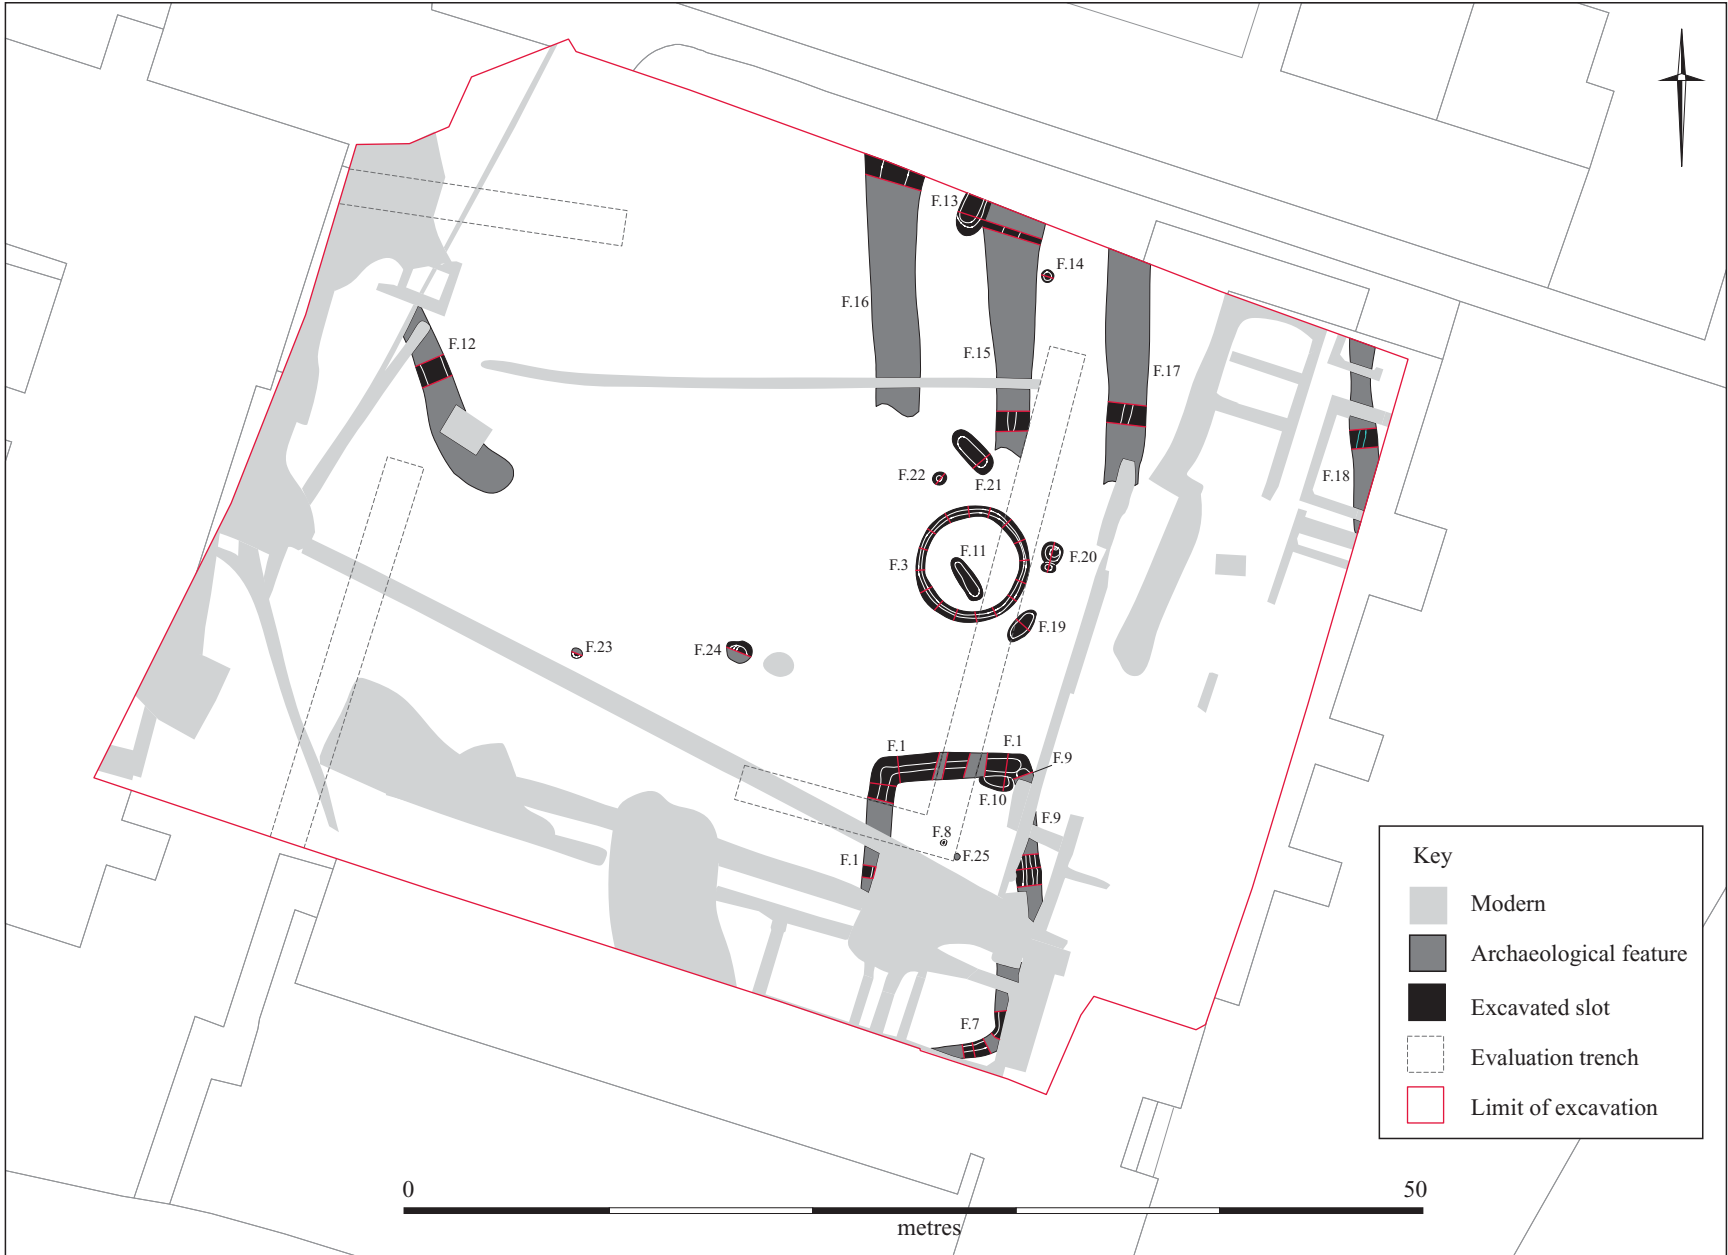 F.13
F.14
F.16
F.12
F.15
F.17
F.22
F.21
F.18
F.11
F.3
F.20
F.19
F.23
F.24
F.1
F.1
F.9
F.10
F.9
F.8
F.25
F.1
F.7
Key
Modern
Archaeological feature
Excavated slot
Evaluation trench
Limit of excavation
0
50
metres